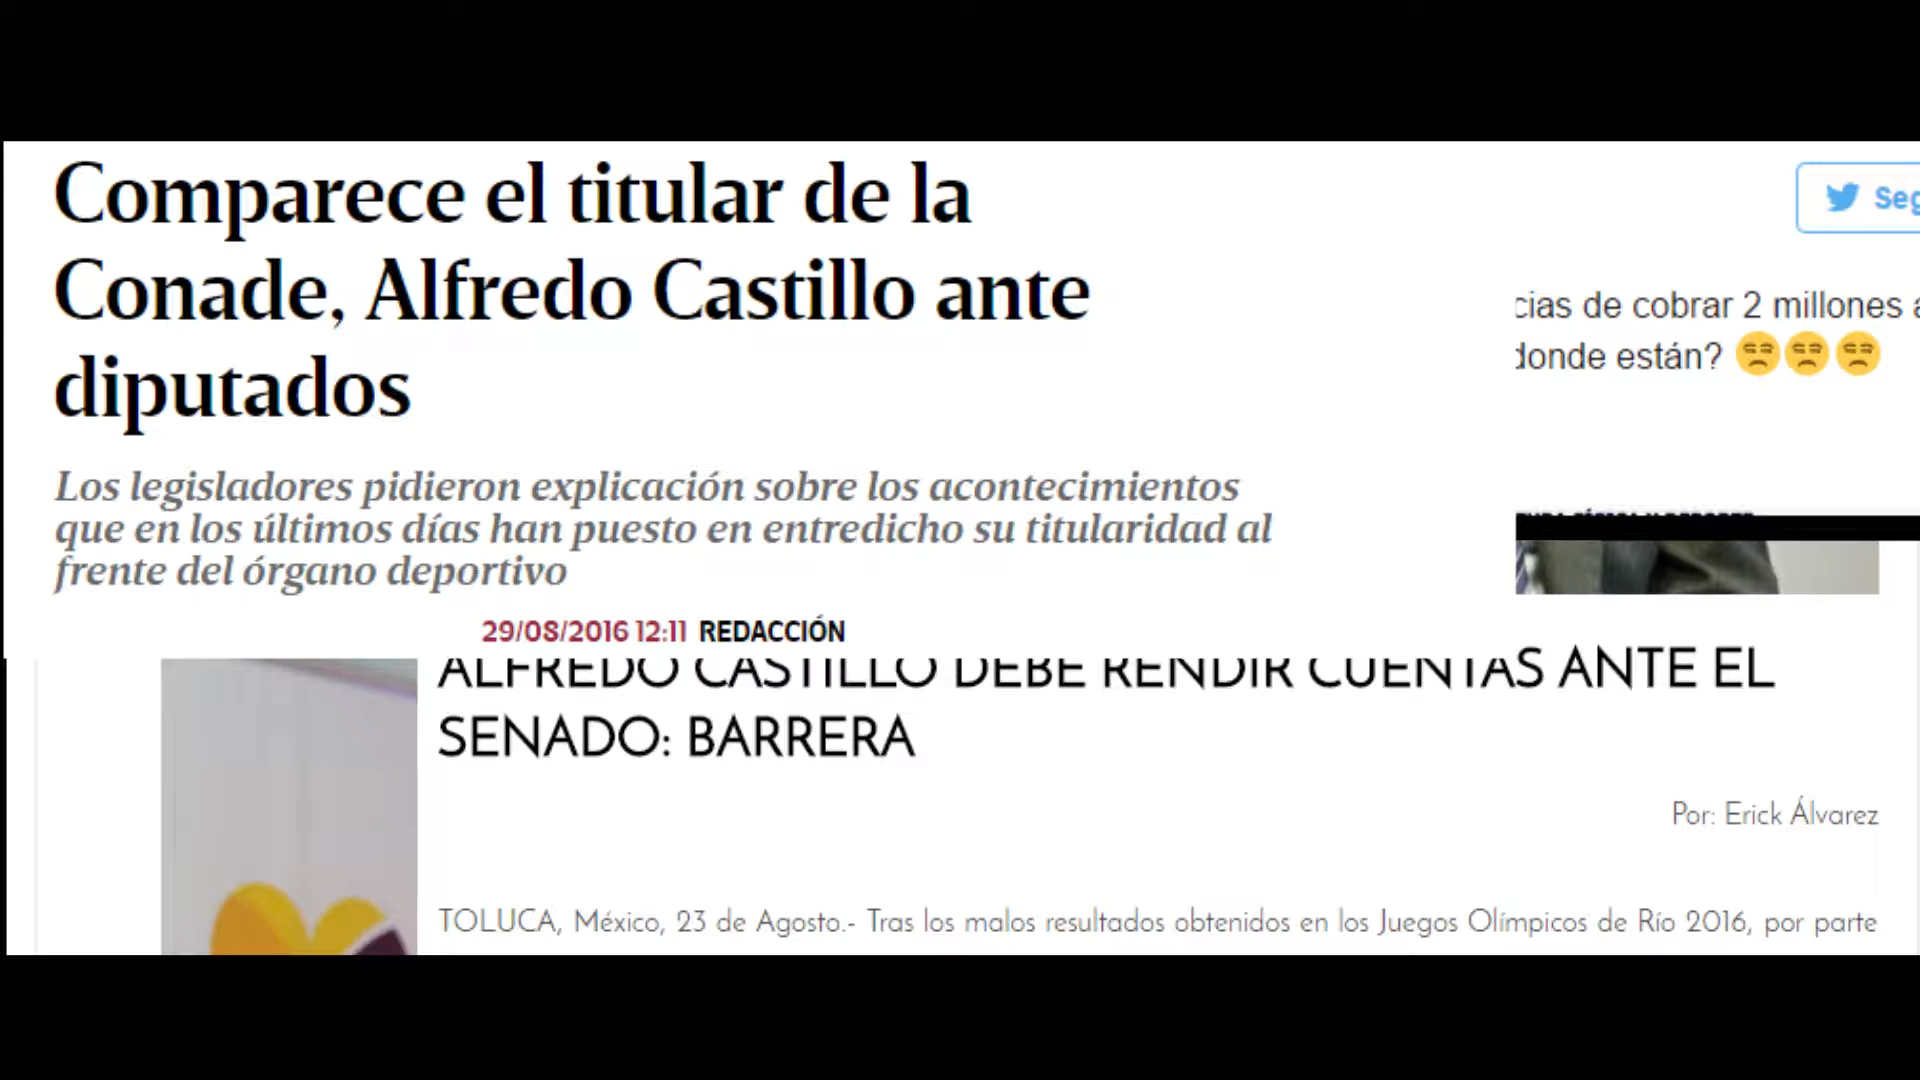 Comparece el titular de la
Conade, Alfredo Castillo ante
diputados
Los legisladores pidieron explicación sobre los acontecimientos
que en los últimos días han puesto en entredicho su titularidad al
frente del órgano deportivo
29/08/2016 12:11 REDACCIÓN
Seg
cias de cobrar 2 millones a
donde están? 😒😒😒
ALFREDO CASTILLO DEBE RENDIR CUENTAS ANTE EL
SENADO: BARRERA
Por: Erick Álvarez
TOLUCA, México, 23 de Agosto.- Tras los malos resultados obtenidos en los Juegos Olímpicos de Río 2016, por parte